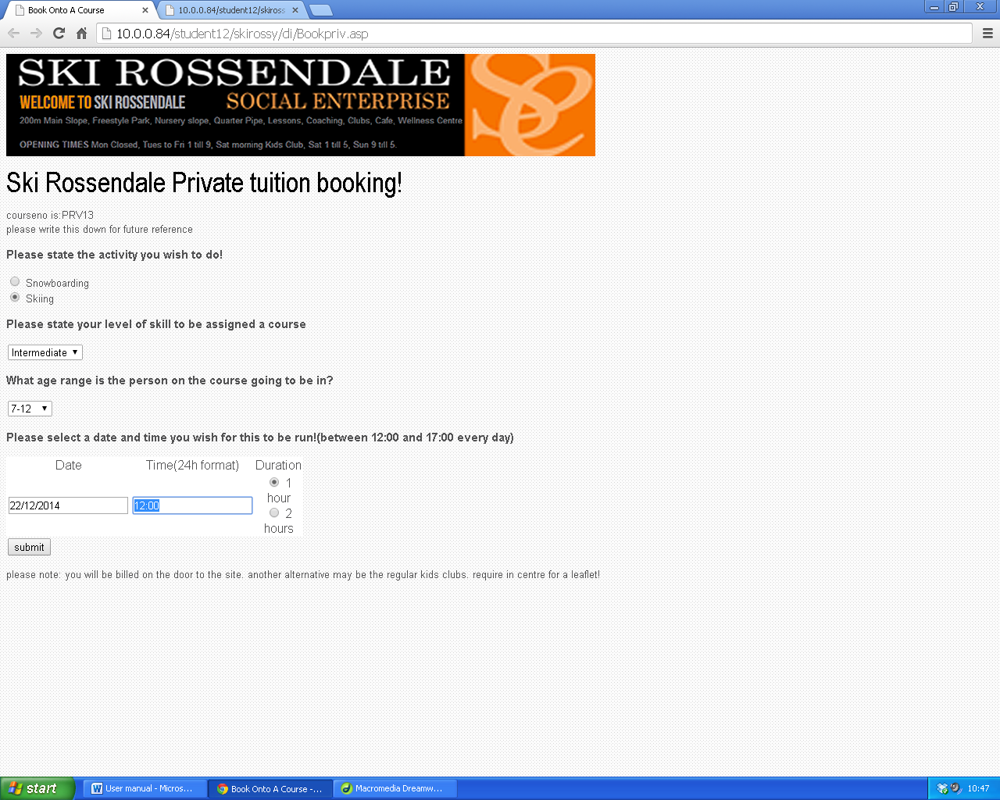 Book Onto A Course
10.0.0.84/student12/skiross
10.0.0.84/student12/skirossy/di/Bookpriv.asp
SKI ROSSENDALE
WELCOME TO SKI ROSSENDALE
SOCIAL ENTERPRISE
200m Main Slope, Freestyle Park, Nursery slope, Quarter Pipe, Lessons, Coaching, Clubs, Cafe, Wellness Centre
OPENING TIMES Mon Closed, Tues to Fri 1 till 9, Sat morning Kids Club, Sat 1 till 5, Sun 9 till 5.
Ski Rossendale Private tuition booking!
courseno is:PRV13
please write this down for future reference
Please state the activity you wish to do!
Snowboarding
Skiing
Please state your level of skill to be assigned a course
Intermediate
What age range is the person on the course going to be in?
7-12
Please select a date and time you wish for this to be run!(between 12:00 and 17:00 every day)
Date Time(24h format) Duration
1
hour
22/12/2014 12:00
2
hours
submit
please note: you will be billed on the door to the site. another alternative may be the regular kids clubs. require in centre for a leaflet!
start User manual - Micros... Book Onto A Course -... Macromedia Dreamw... 10:47